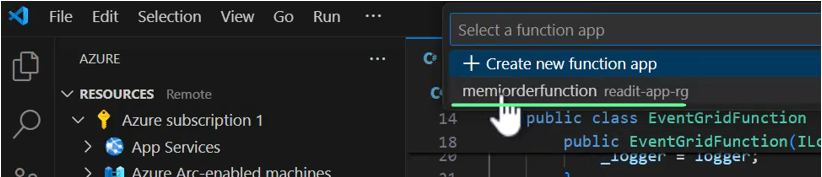 File Edit Selection View Go Run ...
Select a function app
AZURE ...
+ Create new function app
RESOURCES Remote
memiorderfunction readit-app-rg
Azure subscription 1
14 public class EventGridFunction
App Services
18 public EventGridFunction(ILo
20 _logger = logger;
Azure Arc-enabled machines